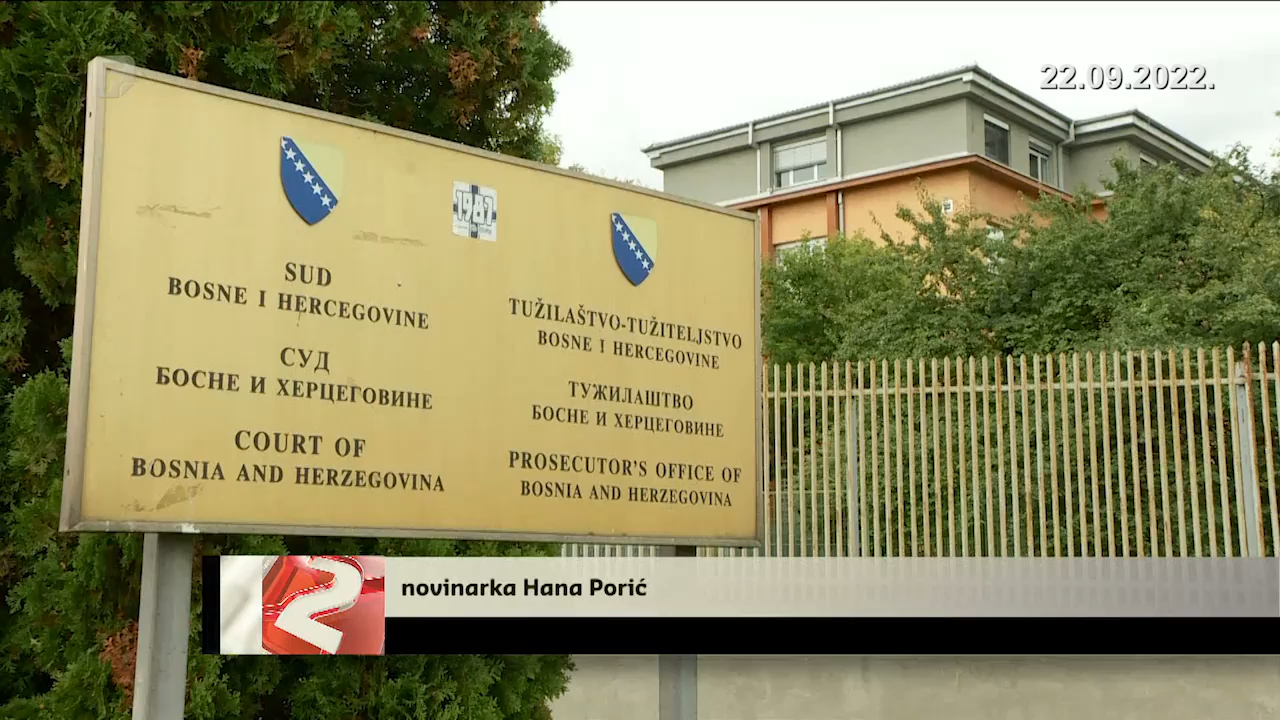 22.09.2022.
1987
SUD
BOSNE I HERCEGOVINE
СУД
БОСНЕ И ХЕРЦЕГОВИНЕ
COURT OF
BOSNIA AND HERZEGOVINA
TUŽILAŠTVO-TUŽITELJSTVO
BOSNE I HERCEGOVINE
ТУЖИЛАШТВО
БОСНЕ И ХЕРЦЕГОВИНЕ
PROSECUTOR'S OFFICE OF
BOSNIA AND HERZEGOVINA
2
novinarka Hana Porić